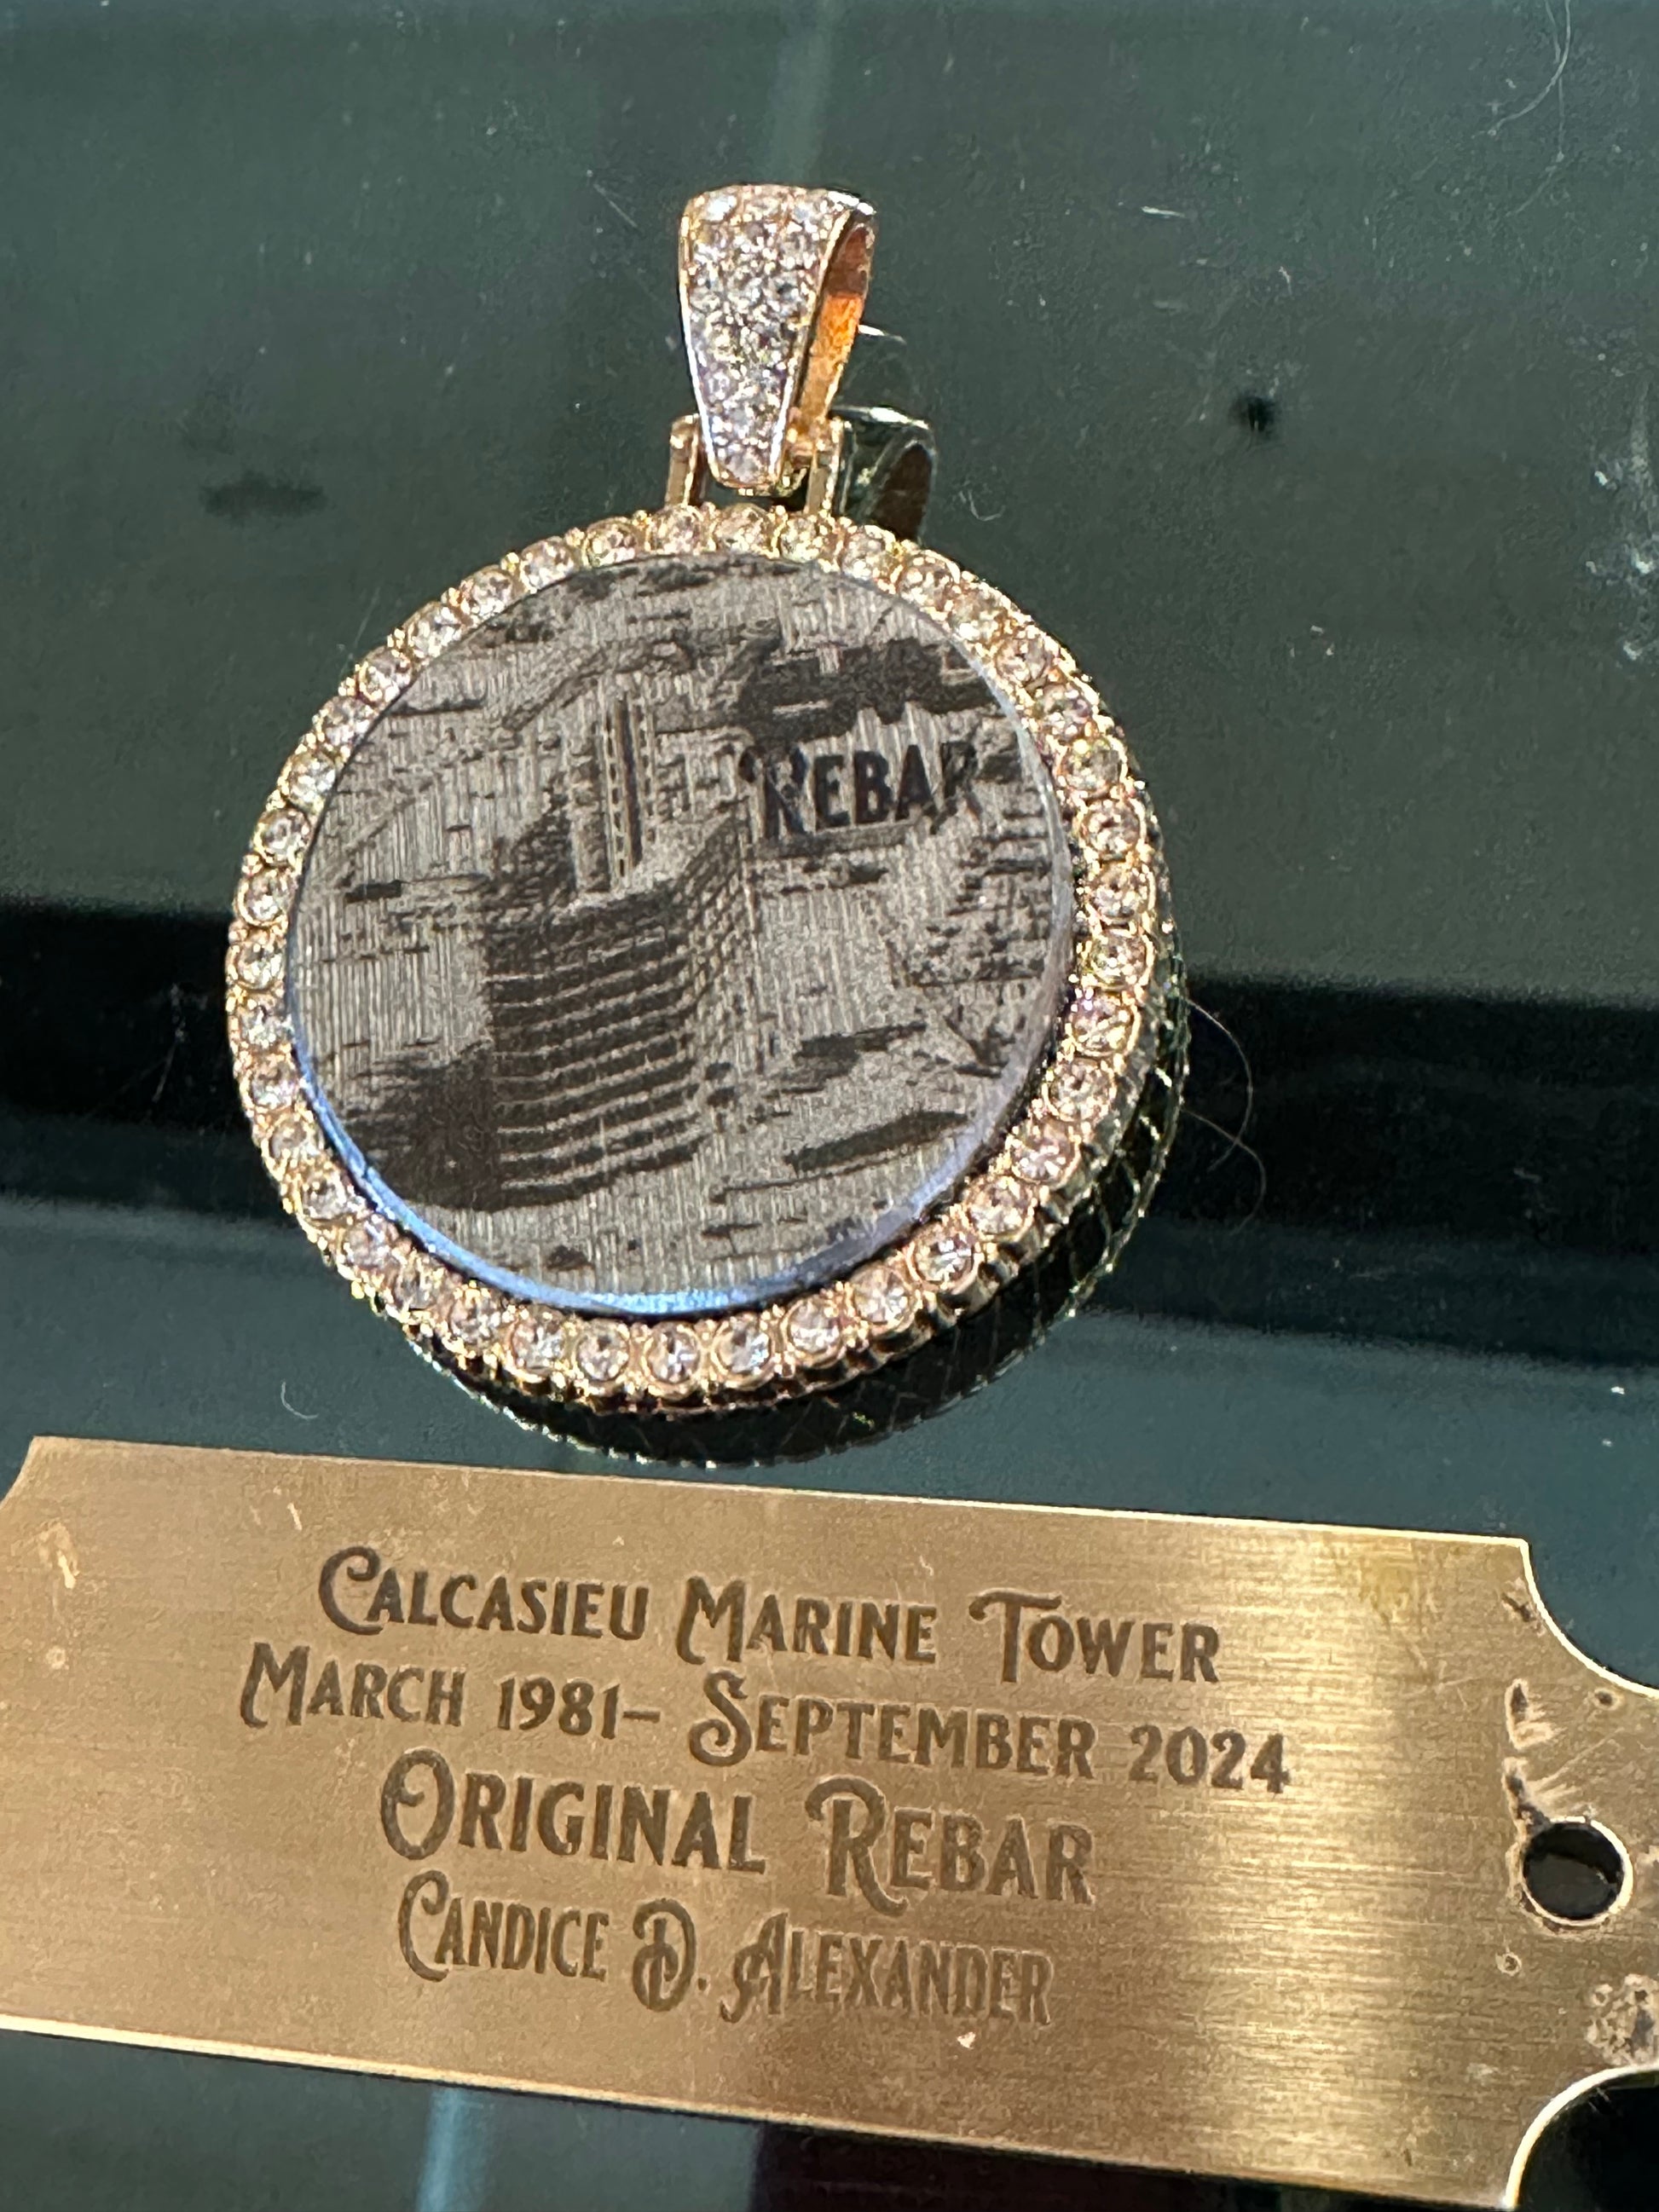 REBAR
CALCASIEU MARINE TOWER
MARCH 1981– SEPTEMBER 2024
ORIGINAL REBAR
CANDICE D. ALEXANDER